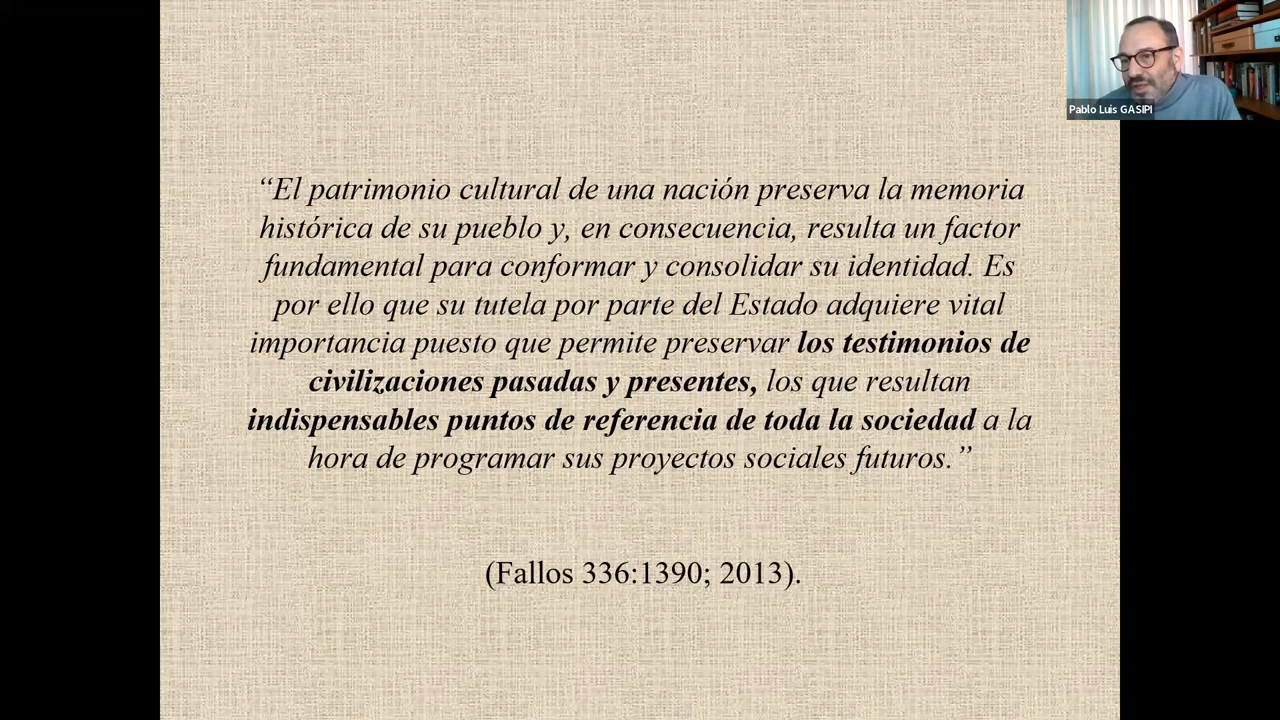 Pablo Luis GASIPI
“El patrimonio cultural de una nación preserva la memoria
histórica de su pueblo y, en consecuencia, resulta un factor
fundamental para conformar y consolidar su identidad. Es
por ello que su tutela por parte del Estado adquiere vital
importancia puesto que permite preservar los testimonios de
civilizaciones pasadas y presentes, los que resultan
indispensables puntos de referencia de toda la sociedad a la
hora de programar sus proyectos sociales futuros.”
(Fallos 336:1390; 2013).